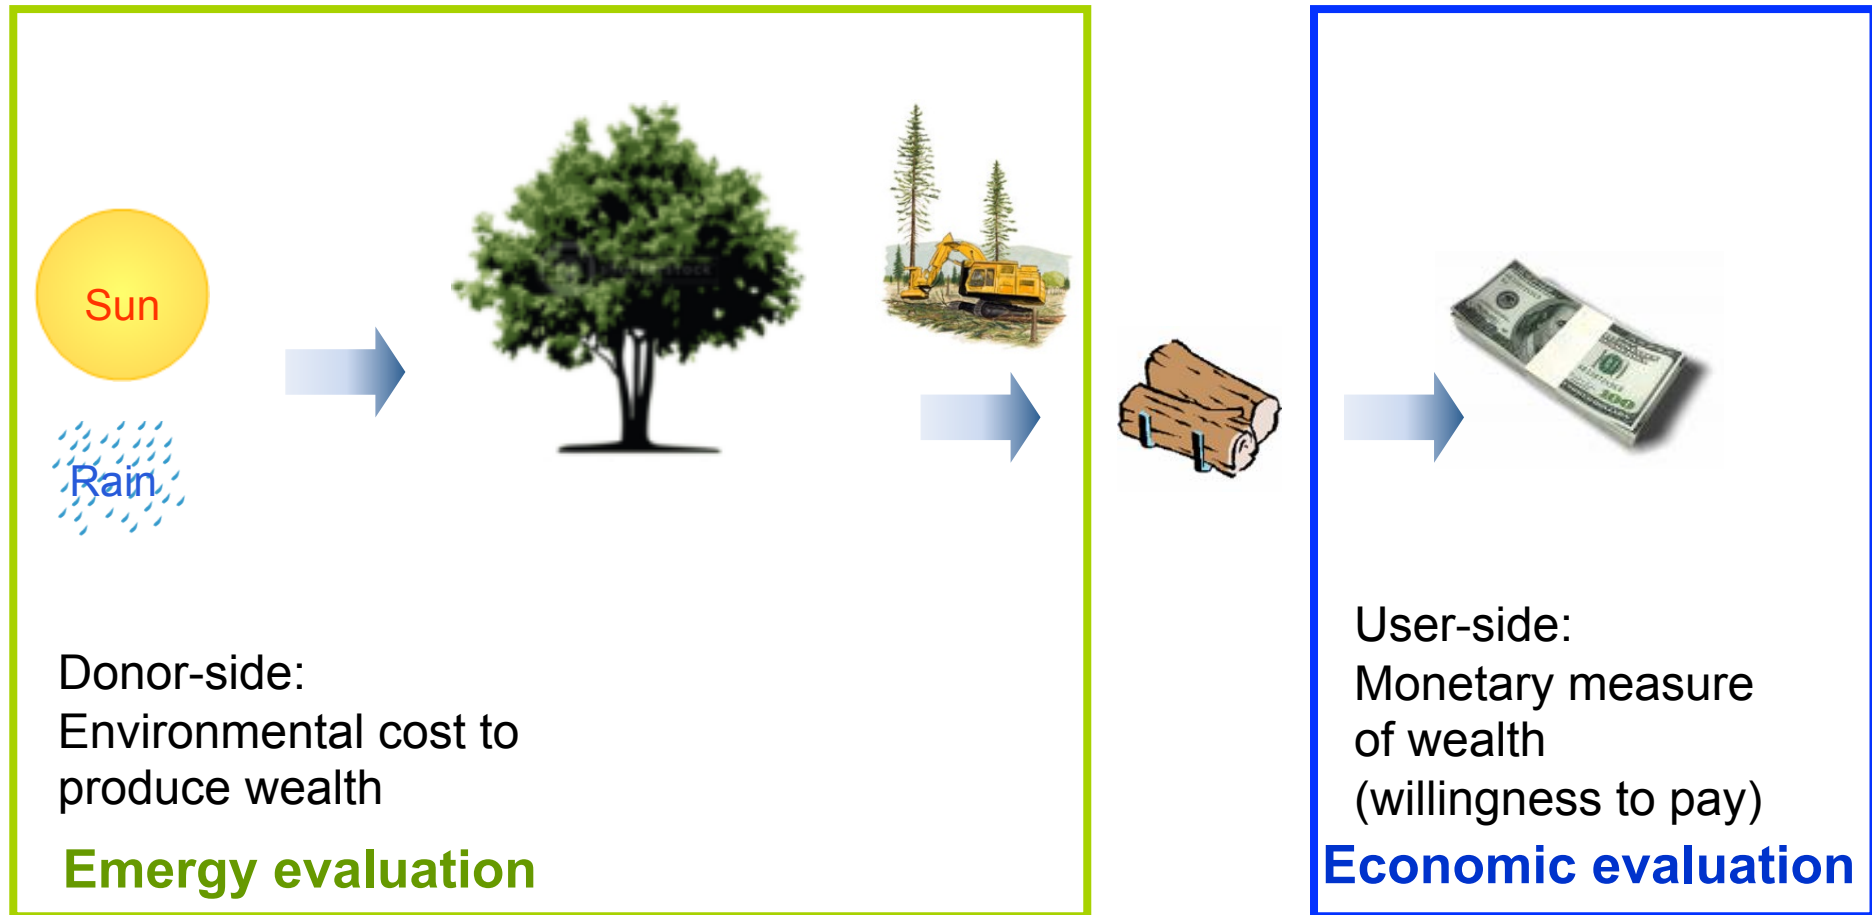 Sun
Rain
Donor-side:
Environmental cost to
produce wealth
Emergy evaluation
100
User-side:
Monetary measure
of wealth
(willingness to pay)
Economic evaluation